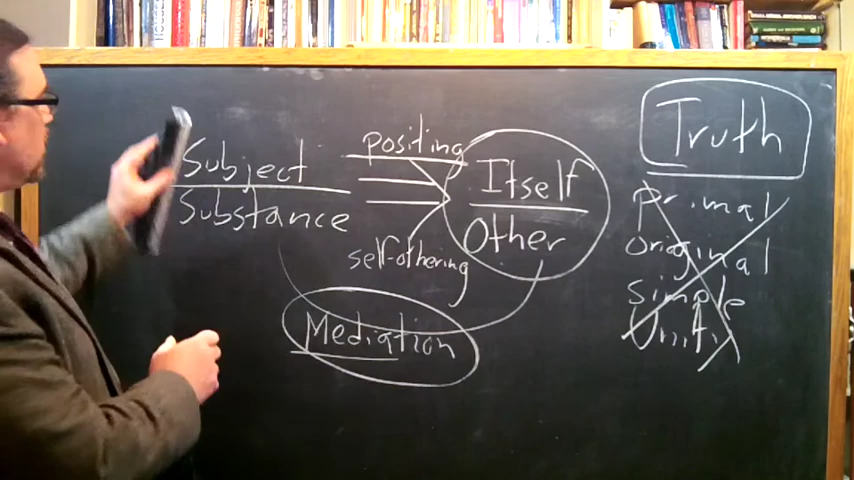 Subject
Substance
positing
self-othering
Itself
Other
Mediation
Truth
Primal
original
simple
Unity